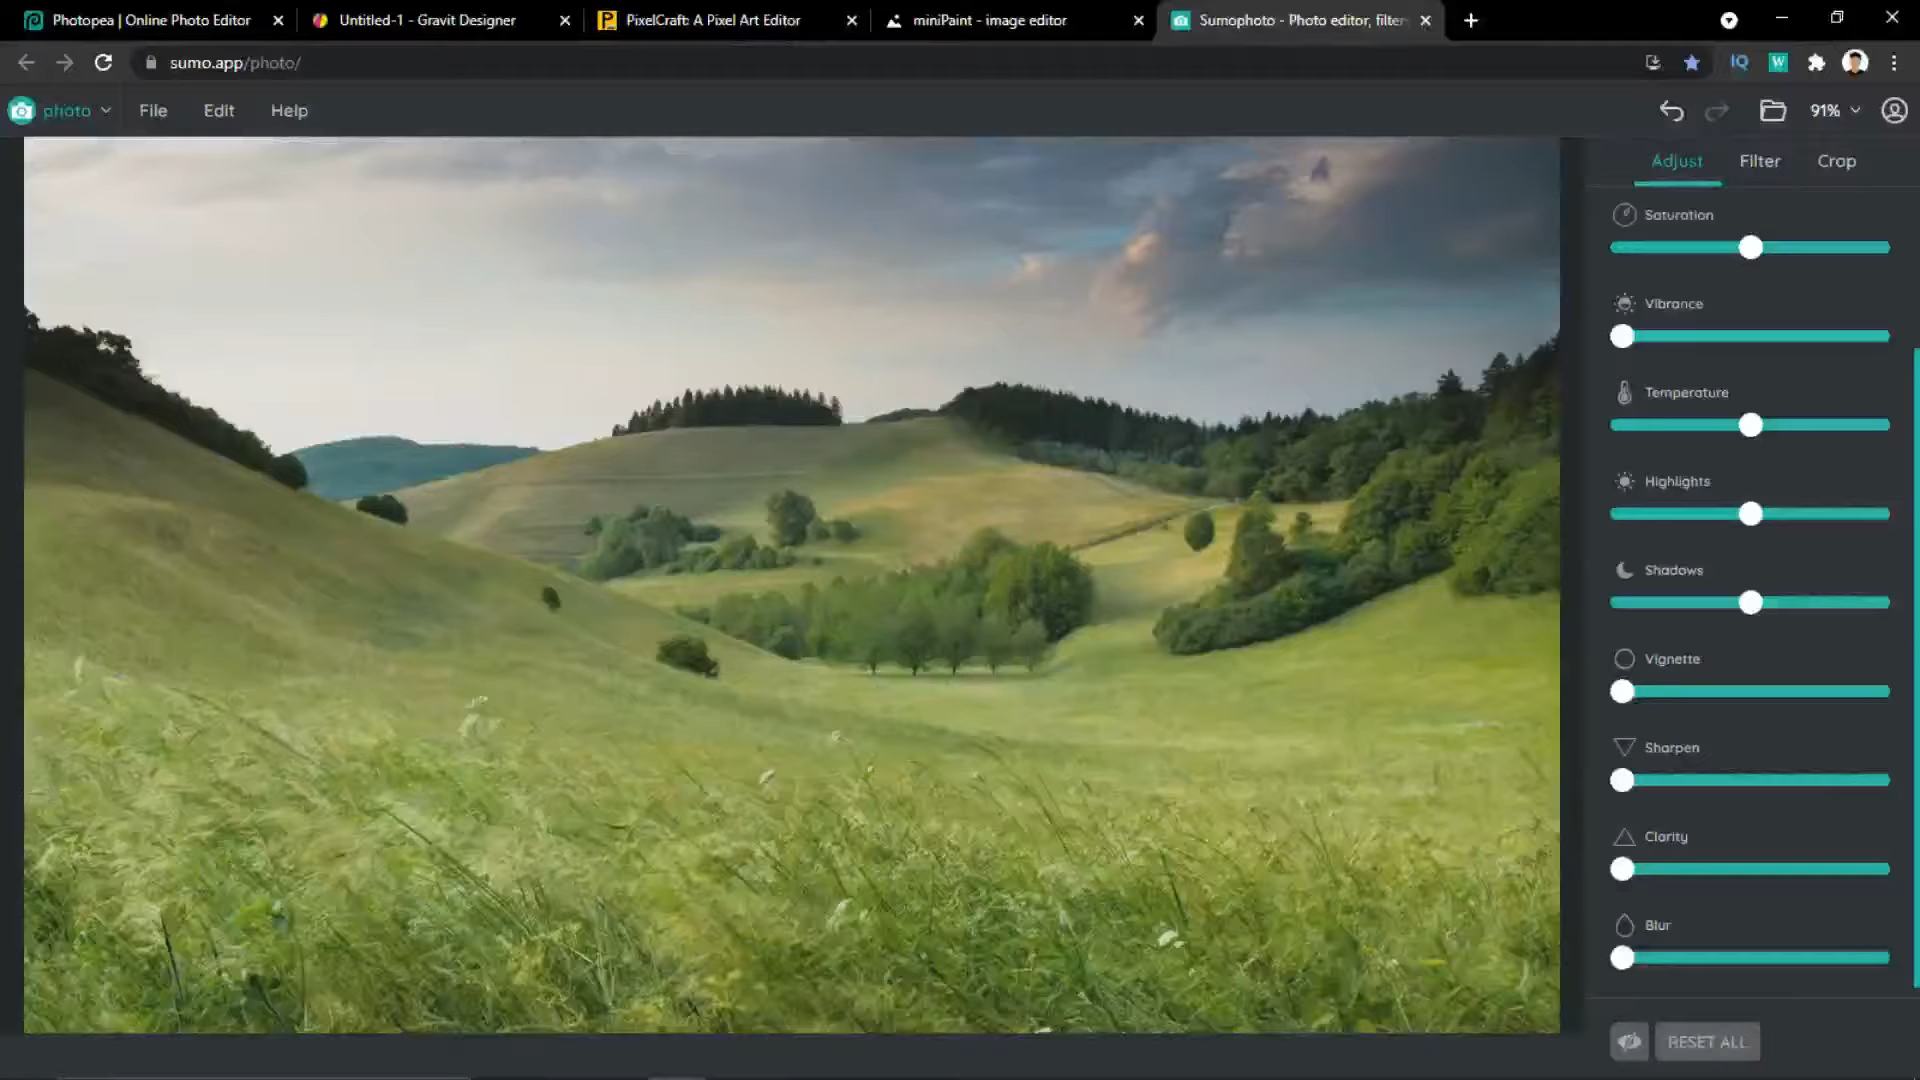 Photopea | Online Photo Editor
Untitled-1 - Gravit Designer
PixelCraft: A Pixel Art Editor
miniPaint - image editor
Sumophoto - Photo editor, filter
sumo.app/photo/
IQ
W
photo
File
Edit
Help
91%
Adjust
Filter
Crop
Saturation
Vibrance
Temperature
Highlights
Shadows
Vignette
Sharpen
Clarity
Blur
RESET ALL